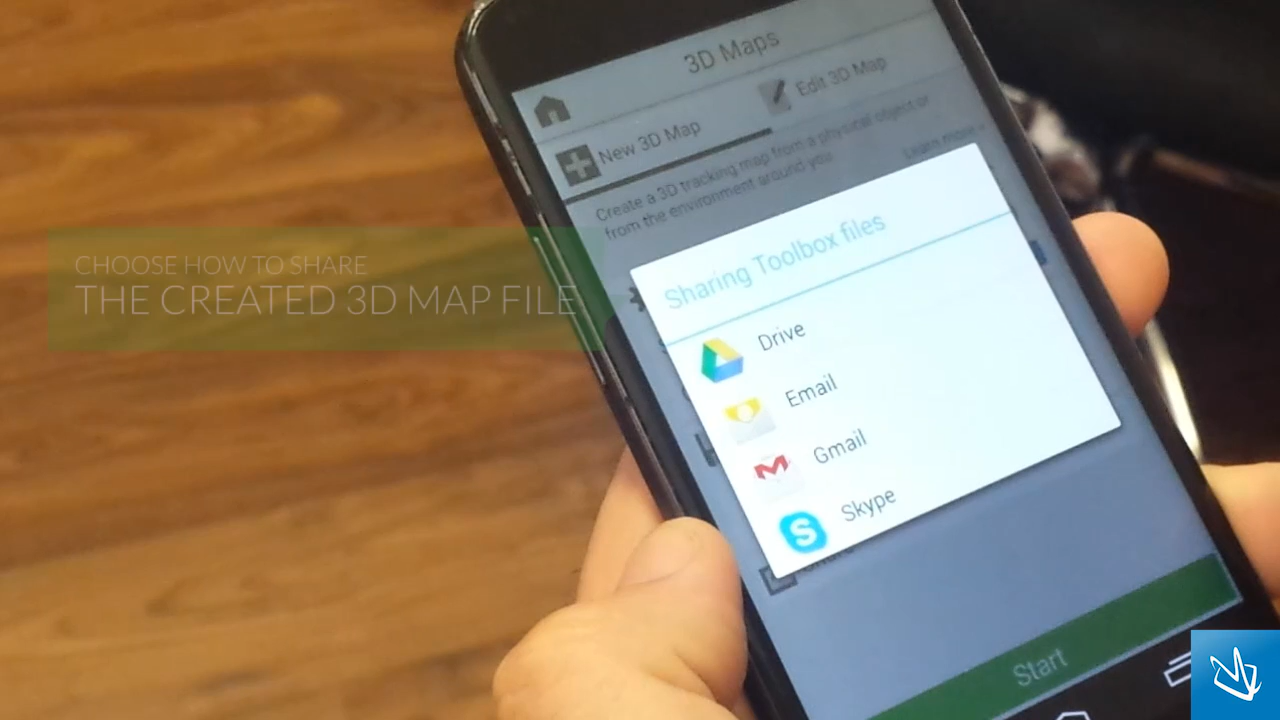 3D Maps
New 3D Map
Edit 3D Map
Create a 3D tracking map from a physical object or
from the environment around you.
Learn more
CHOOSE HOW TO SHARE
THE CREATED 3D MAP FILE
Sharing Toolbox files
Drive
Email
Gmail
Skype
Start